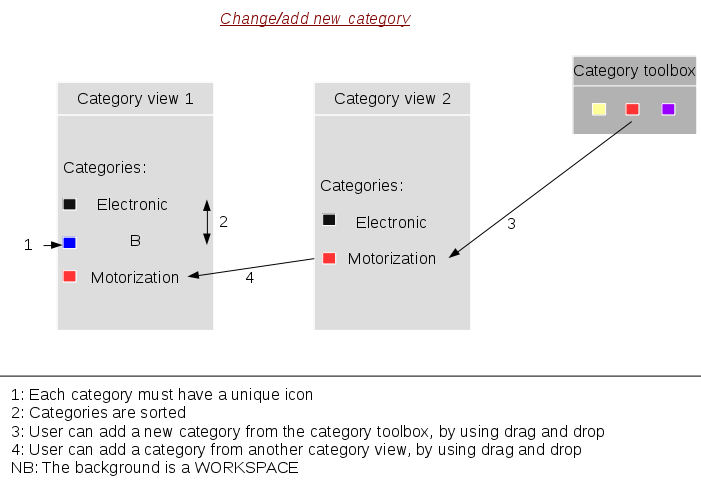 Change/add new category
Category toolbox
Category view 1
Category view 2
Categories:
Categories:
Electronic
2
Electronic
3
1
B
Motorization
Motorization
4
1: Each category must have a unique icon
2: Categories are sorted
3: User can add a new category from the category toolbox, by using drag and drop
4: User can add a category from another category view, by using drag and drop
NB: The background is a WORKSPACE